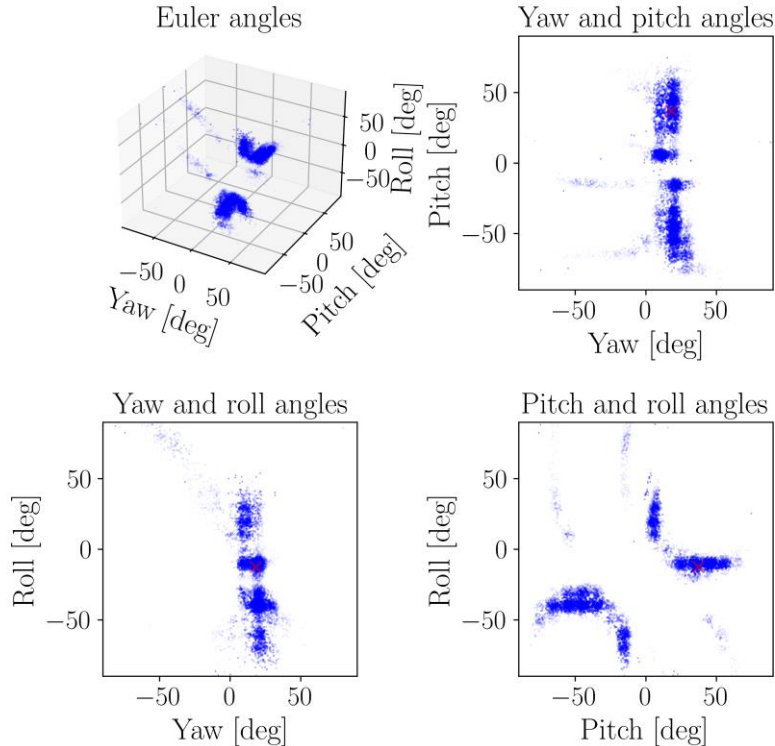 Euler angles
50
0
−50
Roll [deg]
−50
0
50
Yaw [deg]
−50
0
50
Pitch [deg]
Yaw and pitch angles
50
0
−50
Pitch [deg]
−50
0
50
Yaw [deg]
Yaw and roll angles
50
0
−50
Roll [deg]
−50
0
50
Yaw [deg]
Pitch and roll angles
50
0
−50
Roll [deg]
−50
0
50
Pitch [deg]